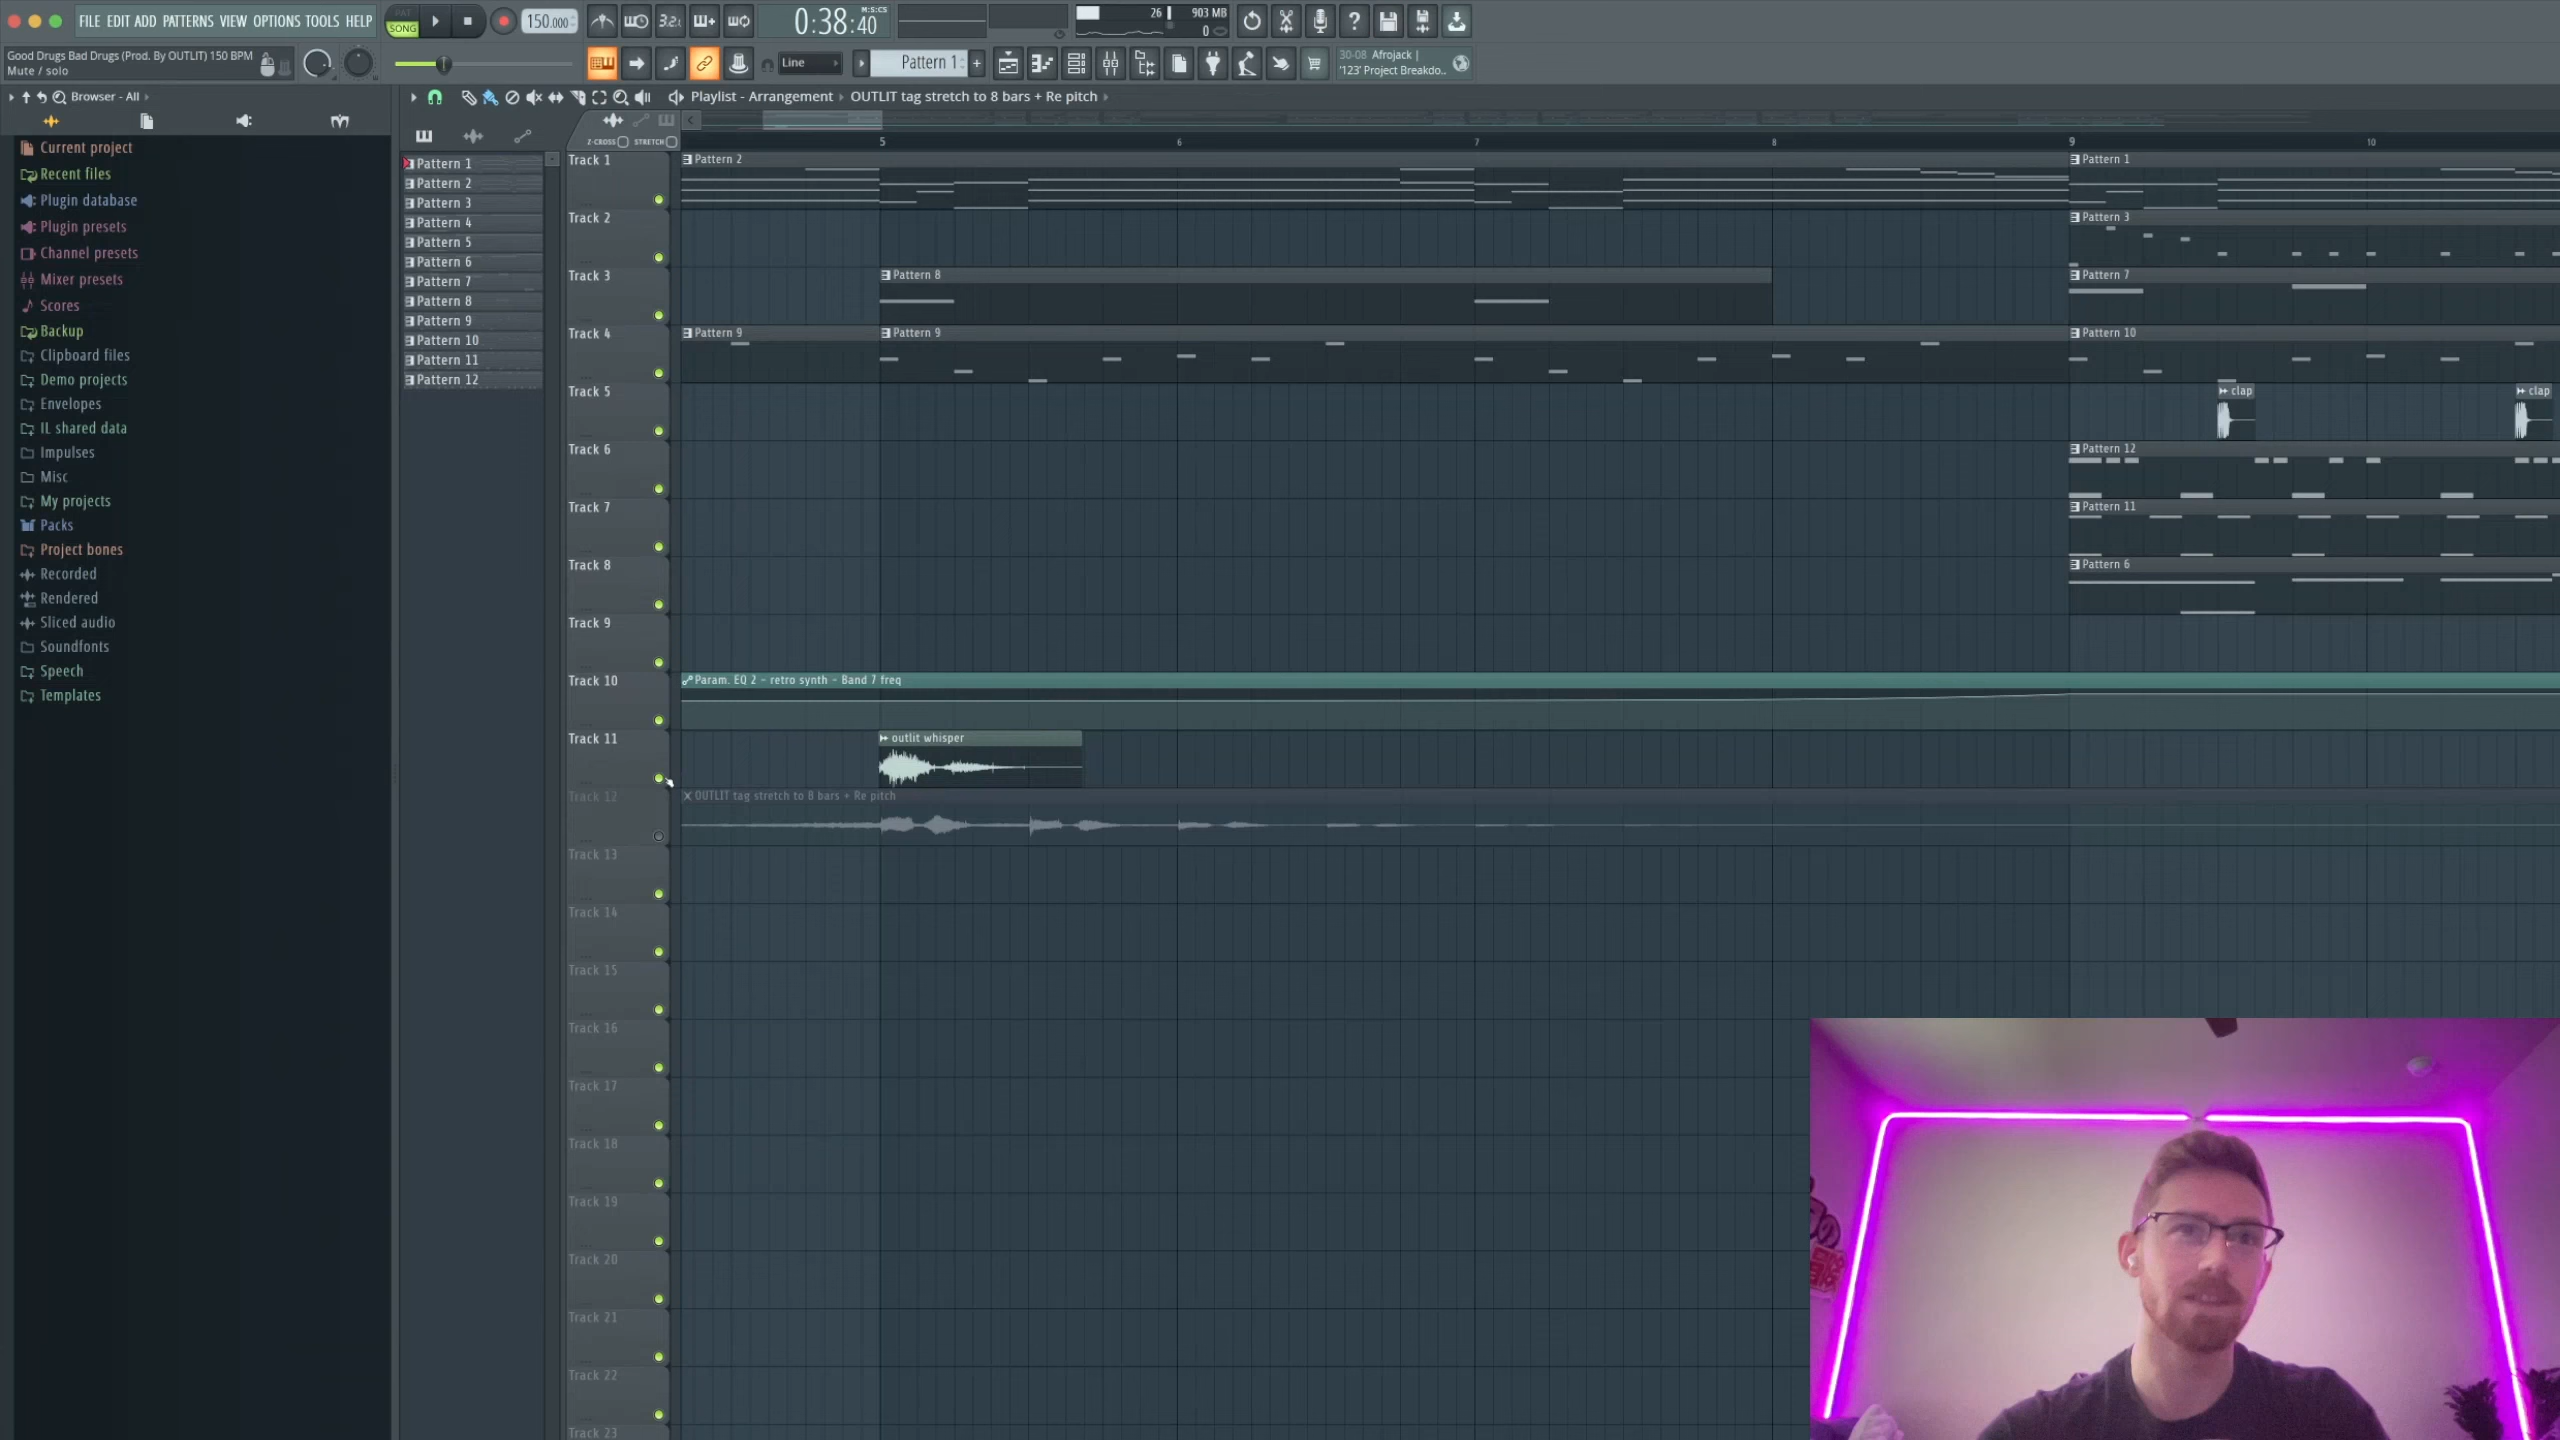 FILE EDIT ADD PATTERNS VIEW OPTIONS TOOLS HELP
PAT
SONG
150.000
3.2.
0:38:40
M:S:CS
26
903 MB
0
Good Drugs Bad Drugs (Prod. By OUTLIT) 150 BPM
Mute / solo
Line
Pattern 1
30-08 Afrojack |
'123' Project Breakdo..
Browser - All
Playlist - Arrangement
OUTLIT tag stretch to 8 bars + Re pitch
Z-CROSS
STRETCH
5
6
7
8
9
10
Current project
Recent files
Plugin database
Plugin presets
Channel presets
Mixer presets
Scores
Backup
Clipboard files
Demo projects
Envelopes
IL shared data
Impulses
Misc
My projects
Packs
Project bones
Recorded
Rendered
Sliced audio
Soundfonts
Speech
Templates
Pattern 1
Pattern 2
Pattern 3
Pattern 4
Pattern 5
Pattern 6
Pattern 7
Pattern 8
Pattern 9
Pattern 10
Pattern 11
Pattern 12
Track 1
Pattern 2
Pattern 1
Track 2
Pattern 3
Track 3
Pattern 8
Pattern 7
Track 4
Pattern 9
Pattern 9
Pattern 10
Track 5
clap
clap
Track 6
Pattern 12
Track 7
Pattern 11
Track 8
Pattern 6
Track 9
Track 10
Param. EQ 2 - retro synth - Band 7 freq
Track 11
outlit whisper
Track 12
OUTLIT tag stretch to 8 bars + Re pitch
Track 13
Track 14
Track 15
Track 16
Track 17
Track 18
Track 19
Track 20
Track 21
Track 22
Track 23